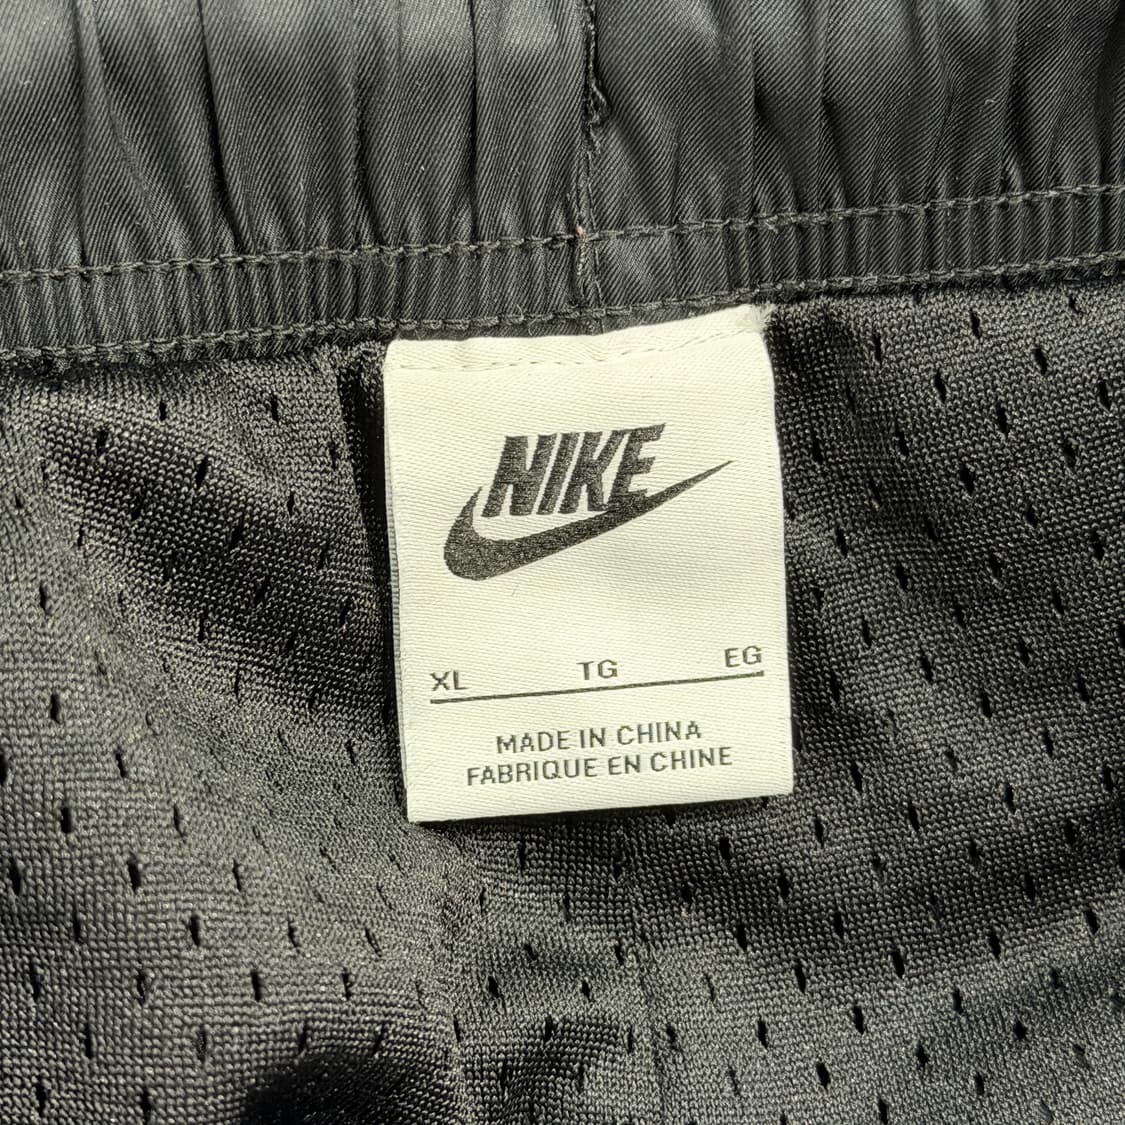 NIKE
XL TG EG
MADE IN CHINA
FABRIQUE EN CHINE